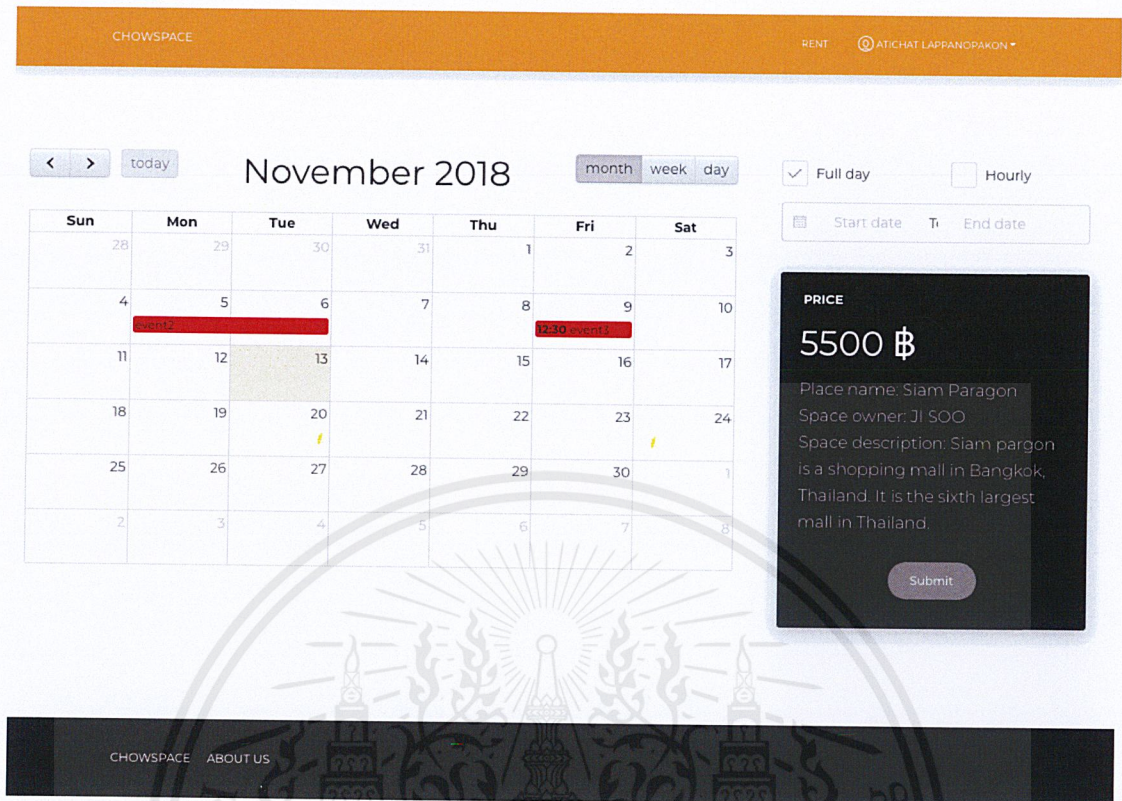 CHOWSPACE
RENT ATICHAT LAPPANOPAKON
today
November 2018
month week day
Full day Hourly
Start date To End date
Sun Mon Tue Wed Thu Fri Sat
28 29 30 31 1 2 3
4 5 6 7 8 9 10
event2 12:30 event3
11 12 13 14 15 16 17
18 19 20 21 22 23 24
25 26 27 28 29 30 1
2 3 4 5 6 7 8
PRICE
5500 ฿
Place name: Siam Paragon
Space owner: JI SOO
Space description: Siam pargon
is a shopping mall in Bangkok,
Thailand. It is the sixth largest
mall in Thailand.
Submit
CHOWSPACE ABOUT US